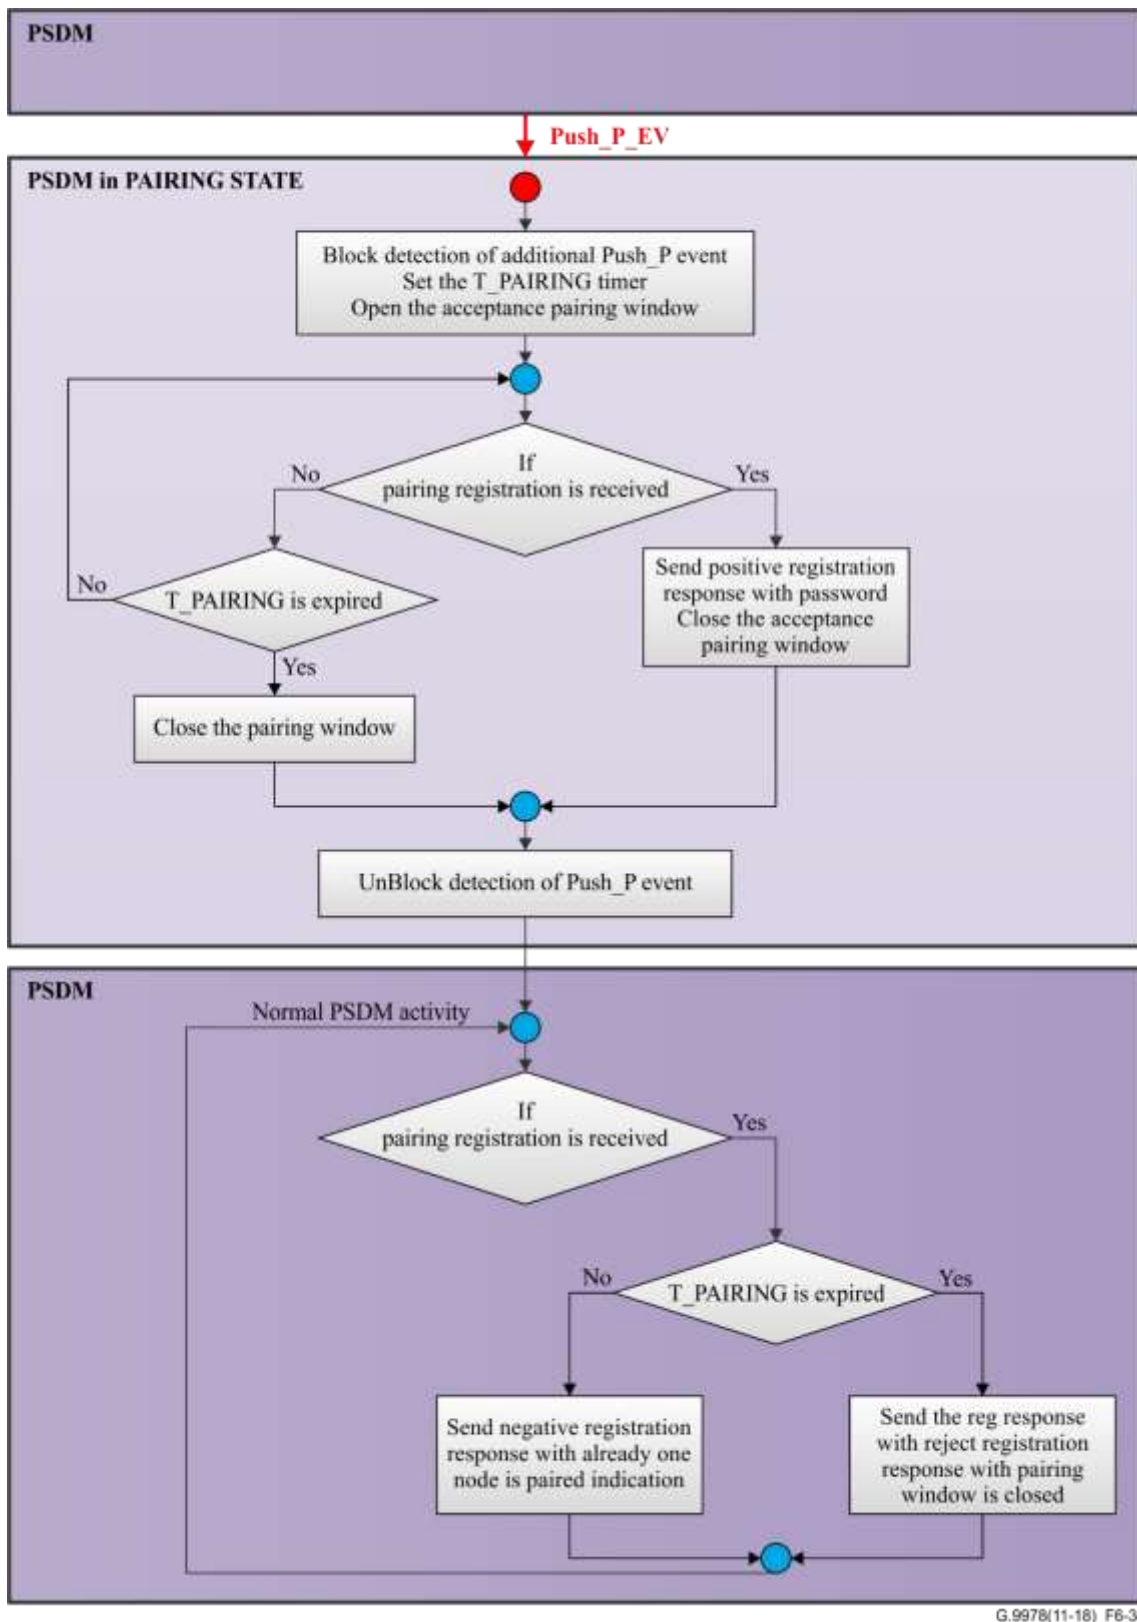 PSDM
Push_P_EV
PSDM in PAIRING STATE
Block detection of additional Push_P event
Set the T_PAIRING timer
Open the acceptance pairing window
If
pairing registration is received
No
Yes
T_PAIRING is expired
No
Yes
Send positive registration
response with password
Close the acceptance
pairing window
Close the pairing window
UnBlock detection of Push_P event
PSDM
Normal PSDM activity
If
pairing registration is received
Yes
T_PAIRING is expired
No
Yes
Send negative registration
response with already one
node is paired indication
Send the reg response
with reject registration
response with pairing
window is closed
G.9978(11-18)_F6-3